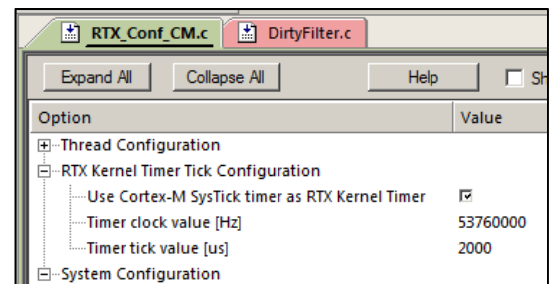 RTX_Conf_CM.c DirtyFilter.c
Expand All Collapse All Help
Option Value
Thread Configuration
RTX Kernel Timer Tick Configuration
Use Cortex-M SysTick timer as RTX Kernel Timer
Timer clock value [Hz] 53760000
Timer tick value [us] 2000
System Configuration